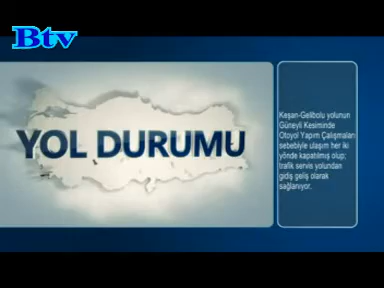 Btv
YOL DURUMU
Keşan-Gelibolu yolunun
Güneyli Kesiminde
Otoyol Yapım Çalışmaları
sebebiyle ulaşım her iki
yönde kapatılmış olup;
trafik servis yolundan
gidiş geliş olarak
sağlanıyor.